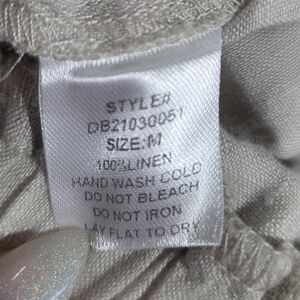 STYLE#
DB21030051
SIZE:M
100%LINEN
HAND WASH COLD
DO NOT BLEACH
DO NOT IRON
LAY FLAT TO DRY